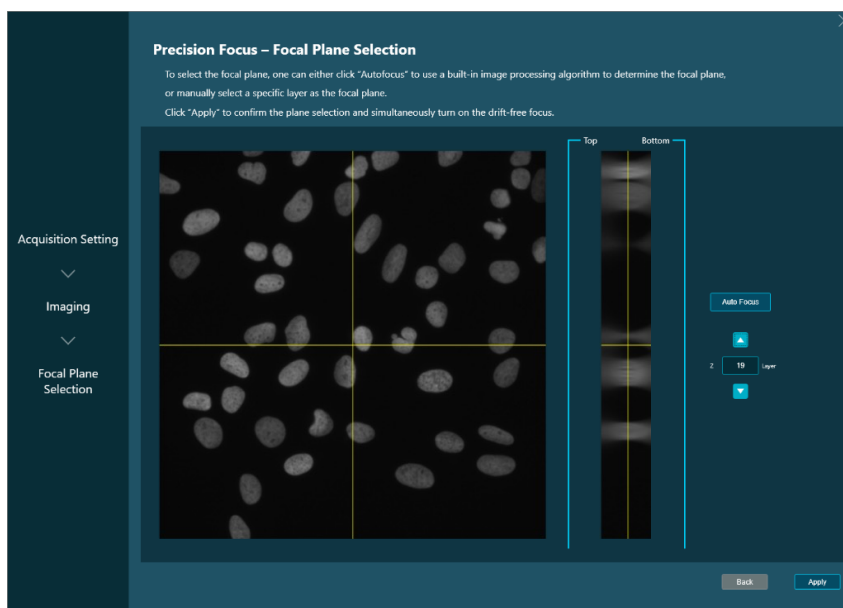 Precision Focus – Focal Plane Selection
To select the focal plane, one can either click "Autofocus" to use a built-in image processing algorithm to determine the focal plane,
or manually select a specific layer as the focal plane.
Click "Apply" to confirm the plane selection and simultaneously turn on the drift-free focus.
Acquisition Setting
Imaging
Focal Plane
Selection
Top
Bottom
Auto Focus
Z 19 Layer
Back
Apply